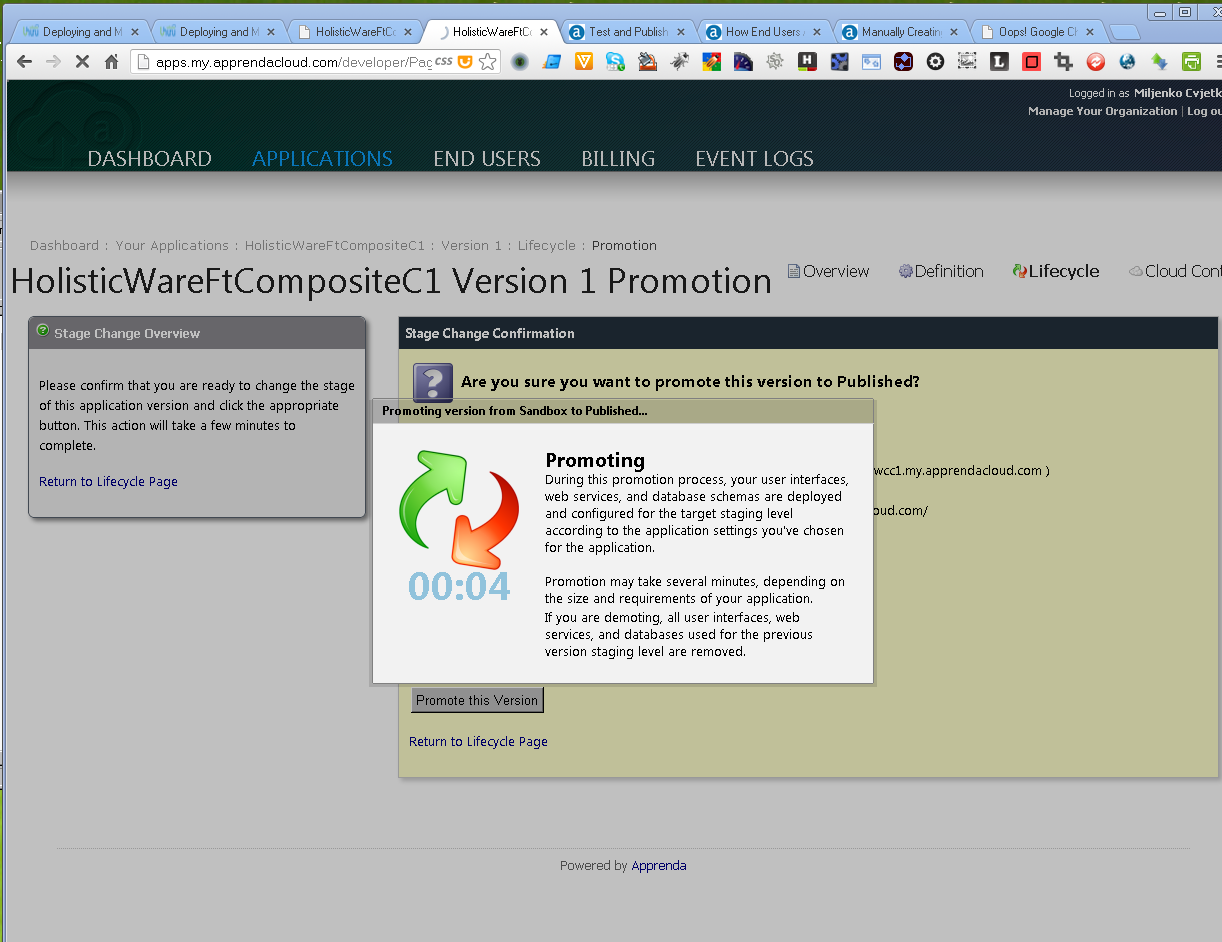 Deploying and M
Deploying and M
HolisticWareFtCo
HolisticWareFtCo
Test and Publish
How End Users A
Manually Creatin
Oops! Google Ch
apps.my.apprendacloud.com/developer/Pag
CSS
Logged in as Miljenko Cvjetk
Manage Your Organization | Log ou
DASHBOARD
APPLICATIONS
END USERS
BILLING
EVENT LOGS
Dashboard : Your Applications : HolisticWareFtCompositeC1 : Version 1 : Lifecycle : Promotion
HolisticWareFtCompositeC1 Version 1 Promotion
Overview
Definition
Lifecycle
Cloud Cont
Stage Change Overview
Please confirm that you are ready to change the stage
of this application version and click the appropriate
button. This action will take a few minutes to
complete.
Return to Lifecycle Page
Stage Change Confirmation
Are you sure you want to promote this version to Published?
wcc1.my.apprendacloud.com )
oud.com/
Promoting version from Sandbox to Published...
00:04
Promoting
During this promotion process, your user interfaces,
web services, and database schemas are deployed
and configured for the target staging level
according to the application settings you've chosen
for the application.
Promotion may take several minutes, depending on
the size and requirements of your application.
If you are demoting, all user interfaces, web
services, and databases used for the previous
version staging level are removed.
Promote this Version
Return to Lifecycle Page
Powered by Apprenda